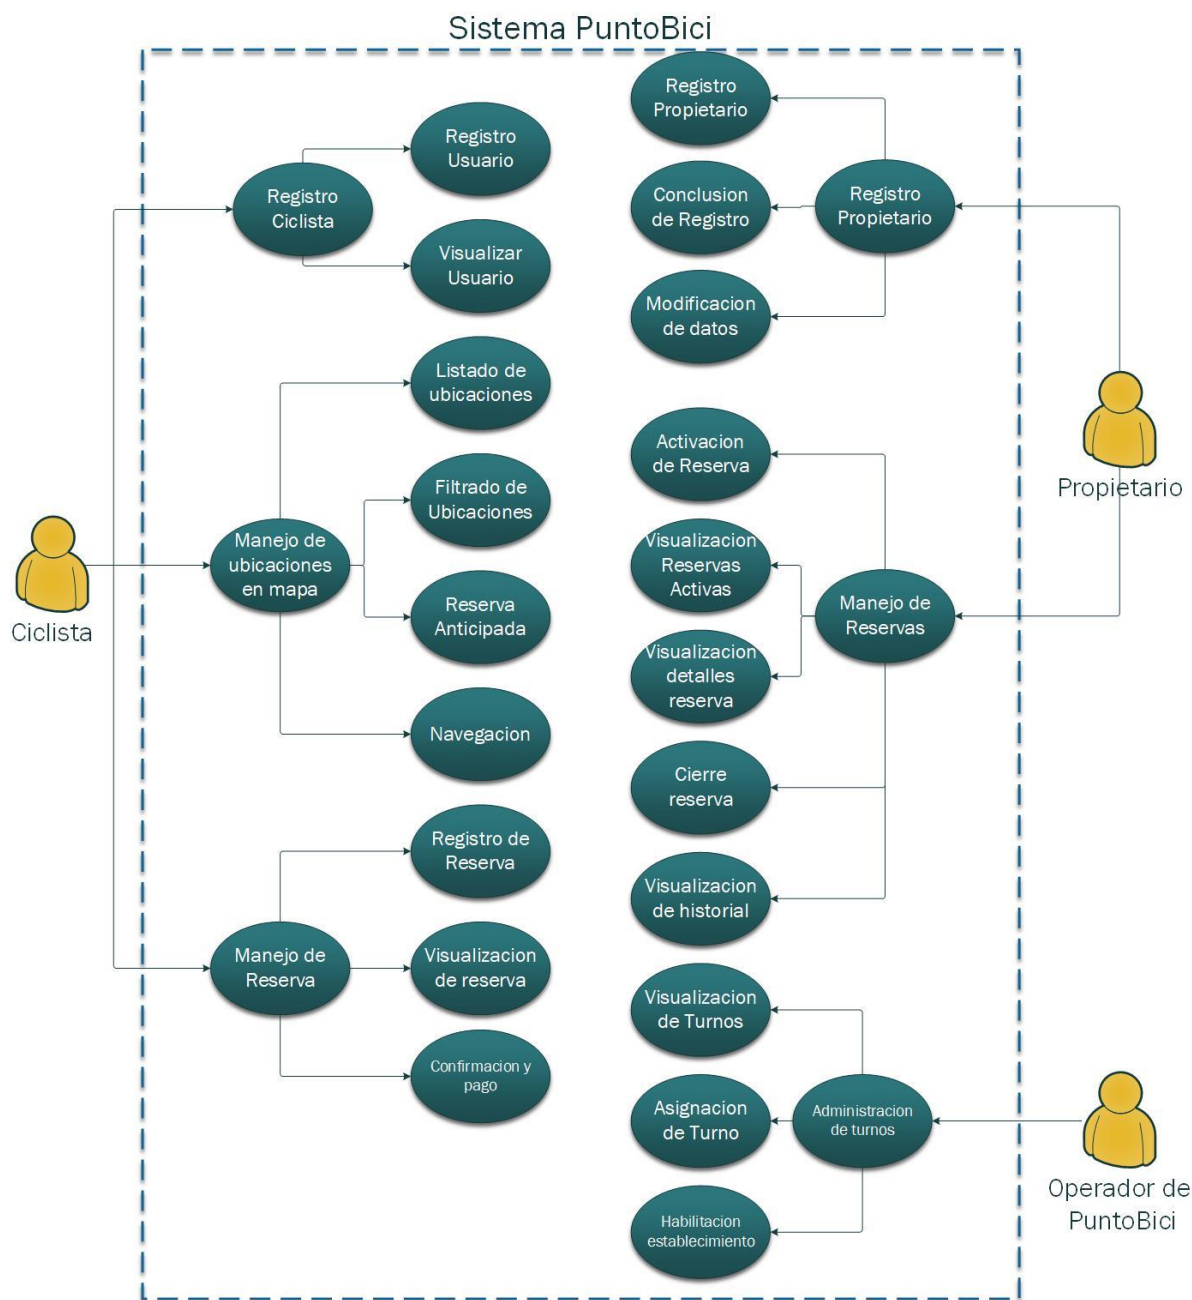 Sistema PuntoBici
Registro
Usuario
Registro
Ciclista
Visualizar
Usuario
Listado de
ubicaciones
Filtrado de
Ubicaciones
Manejo de
ubicaciones
en mapa
Reserva
Anticipada
Navegacion
Ciclista
Registro de
Reserva
Manejo de
Reserva
Visualizacion
de reserva
Confirmacion y
pago
Registro
Propietario
Conclusion
de Registro
Registro
Propietario
Modificacion
de datos
Propietario
Activacion
de Reserva
Visualizacion
Reservas
Activas
Manejo de
Reservas
Visualizacion
detalles
reserva
Cierre
reserva
Visualizacion
de historial
Visualizacion
de Turnos
Asignacion
de Turno
Administracion
de turnos
Habilitacion
establecimiento
Operador de
PuntoBici